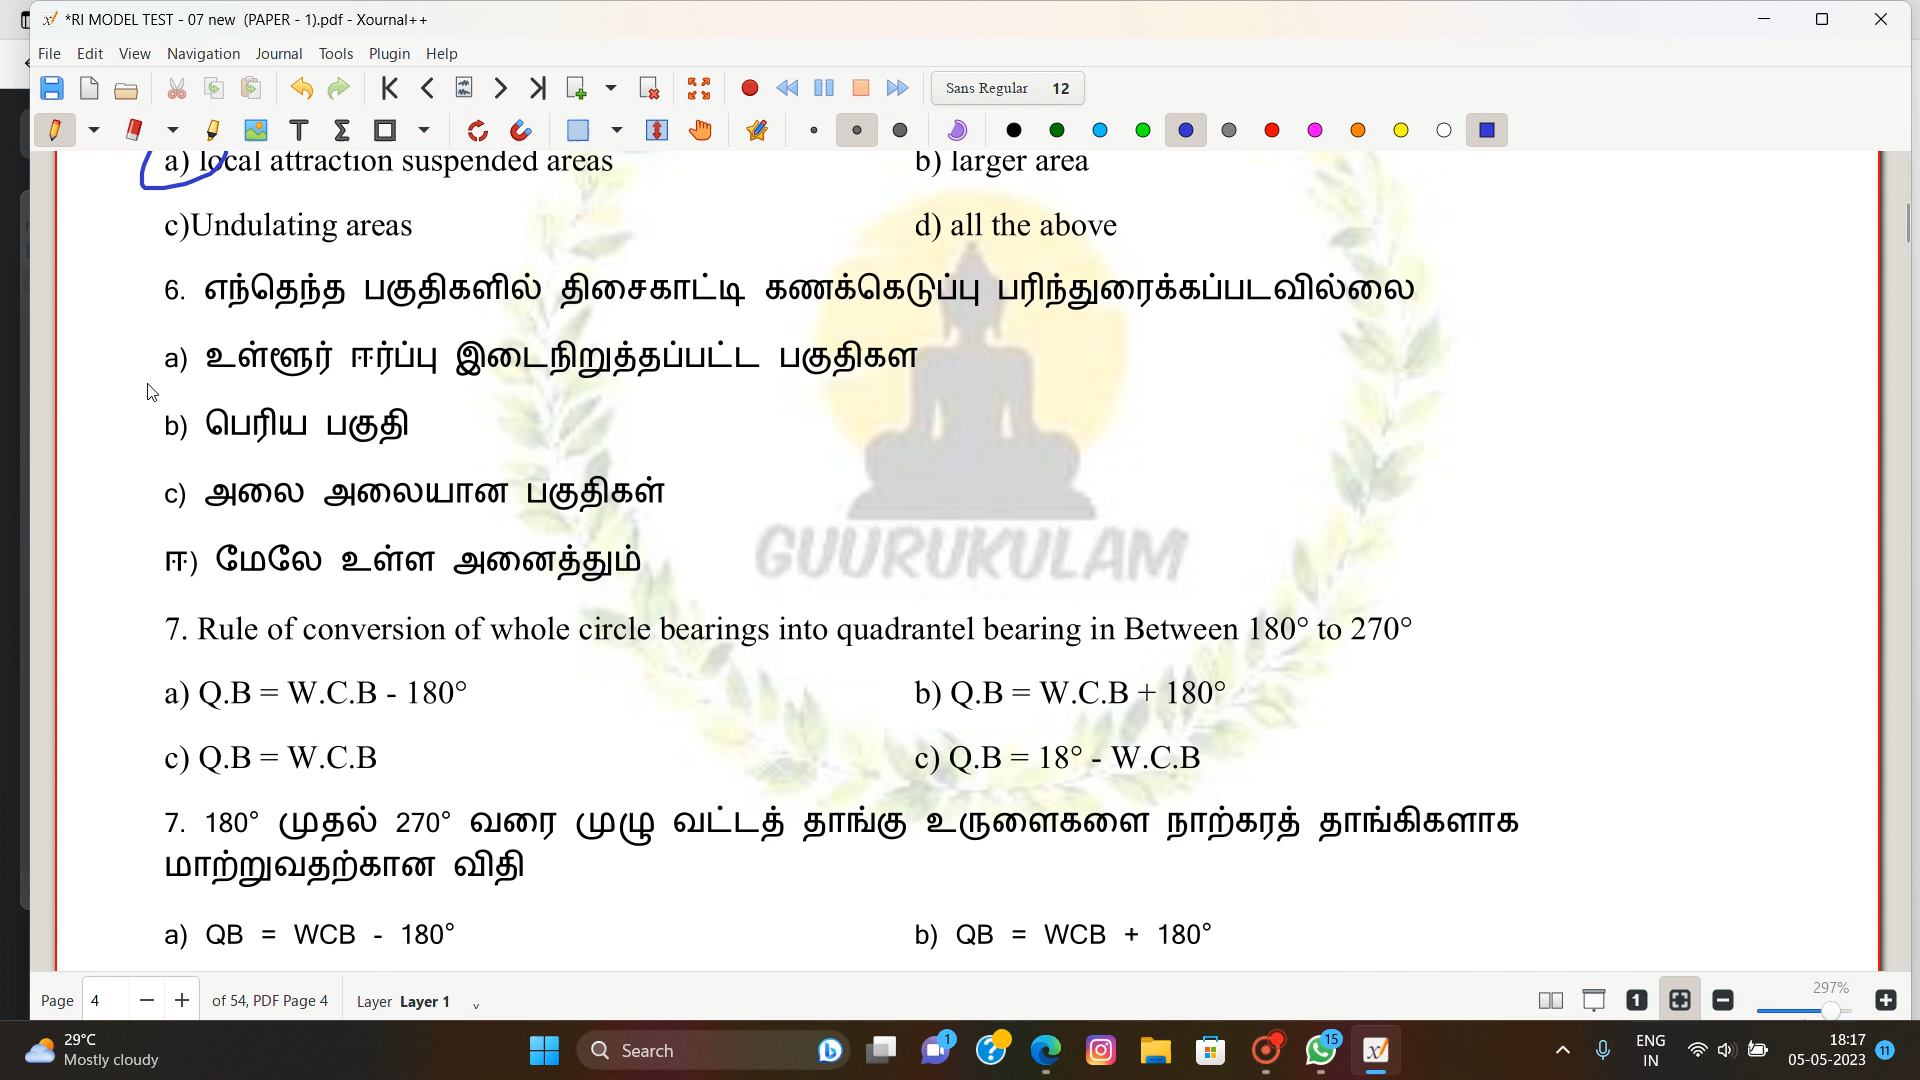 *RI MODEL TEST - 07 new (PAPER - 1).pdf - Xournal++
File Edit View Navigation Journal Tools Plugin Help
Sans Regular 12
a) local attraction suspended areas b) larger area
c)Undulating areas d) all the above
6. எந்தெந்த பகுதிகளில் திசைகாட்டி கணக்கெடுப்பு பரிந்துரைக்கப்படவில்லை
a) உள்ளூர் ஈர்ப்பு இடைநிறுத்தப்பட்ட பகுதிகள
b) பெரிய பகுதி
c) அலை அலையான பகுதிகள்
ஈ) மேலே உள்ள அனைத்தும்
GUURUKULAM
7. Rule of conversion of whole circle bearings into quadrantel bearing in Between 180° to 270°
a) Q.B = W.C.B - 180° b) Q.B = W.C.B + 180°
c) Q.B = W.C.B c) Q.B = 18° - W.C.B
7. 180° முதல் 270° வரை முழு வட்டத் தாங்கு உருளைகளை நாற்கரத் தாங்கிகளாக
மாற்றுவதற்கான விதி
a) QB = WCB - 180° b) QB = WCB + 180°
Page 4 of 54, PDF Page 4 Layer Layer 1 297%
29°C
Mostly cloudy
Search
1
15
ENG
IN
18:17
05-05-2023
11